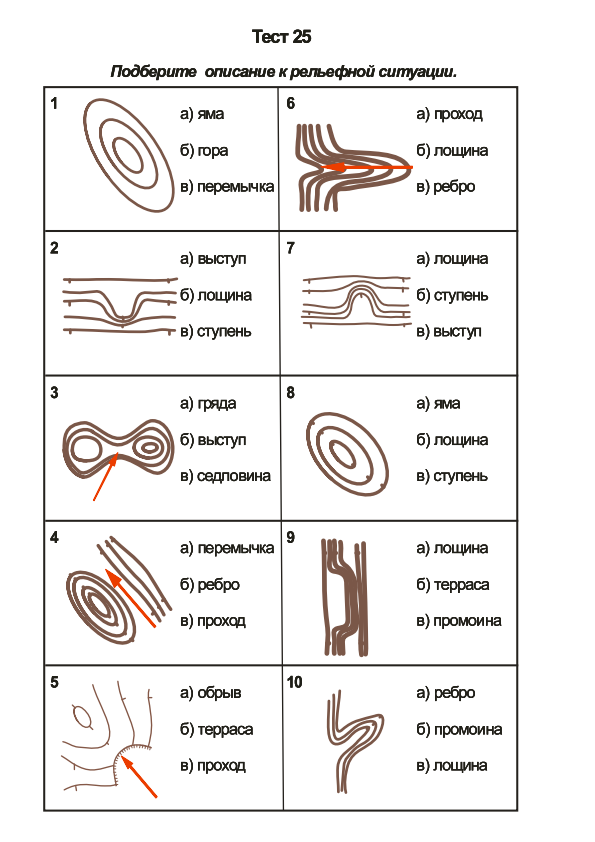 Тест 25
Подберите описание к рельефной ситуации.
1
а) яма
б) гора
в) перемычка
6
а) проход
б) лощина
в) ребро
2
а) выступ
б) лощина
в) ступень
7
а) лощина
б) ступень
в) выступ
3
а) гряда
б) выступ
в) седловина
8
а) яма
б) лощина
в) ступень
4
а) перемычка
б) ребро
в) проход
9
а) лощина
б) терраса
в) промоина
5
а) обрыв
б) терраса
в) проход
10
а) ребро
б) промоина
в) лощина